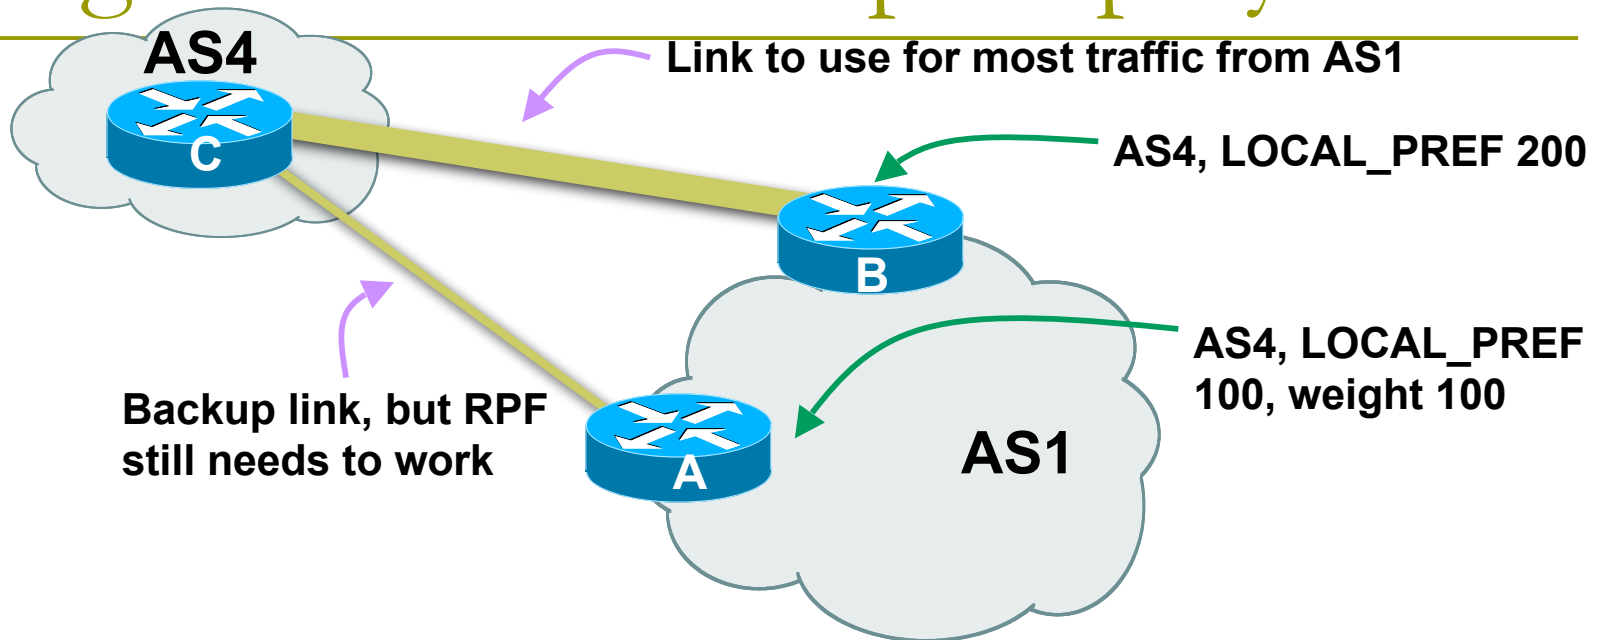 AS4
Link to use for most traffic from AS1
C
AS4, LOCAL_PREF 200
B
AS4, LOCAL_PREF
100, weight 100
Backup link, but RPF
still needs to work
A
AS1